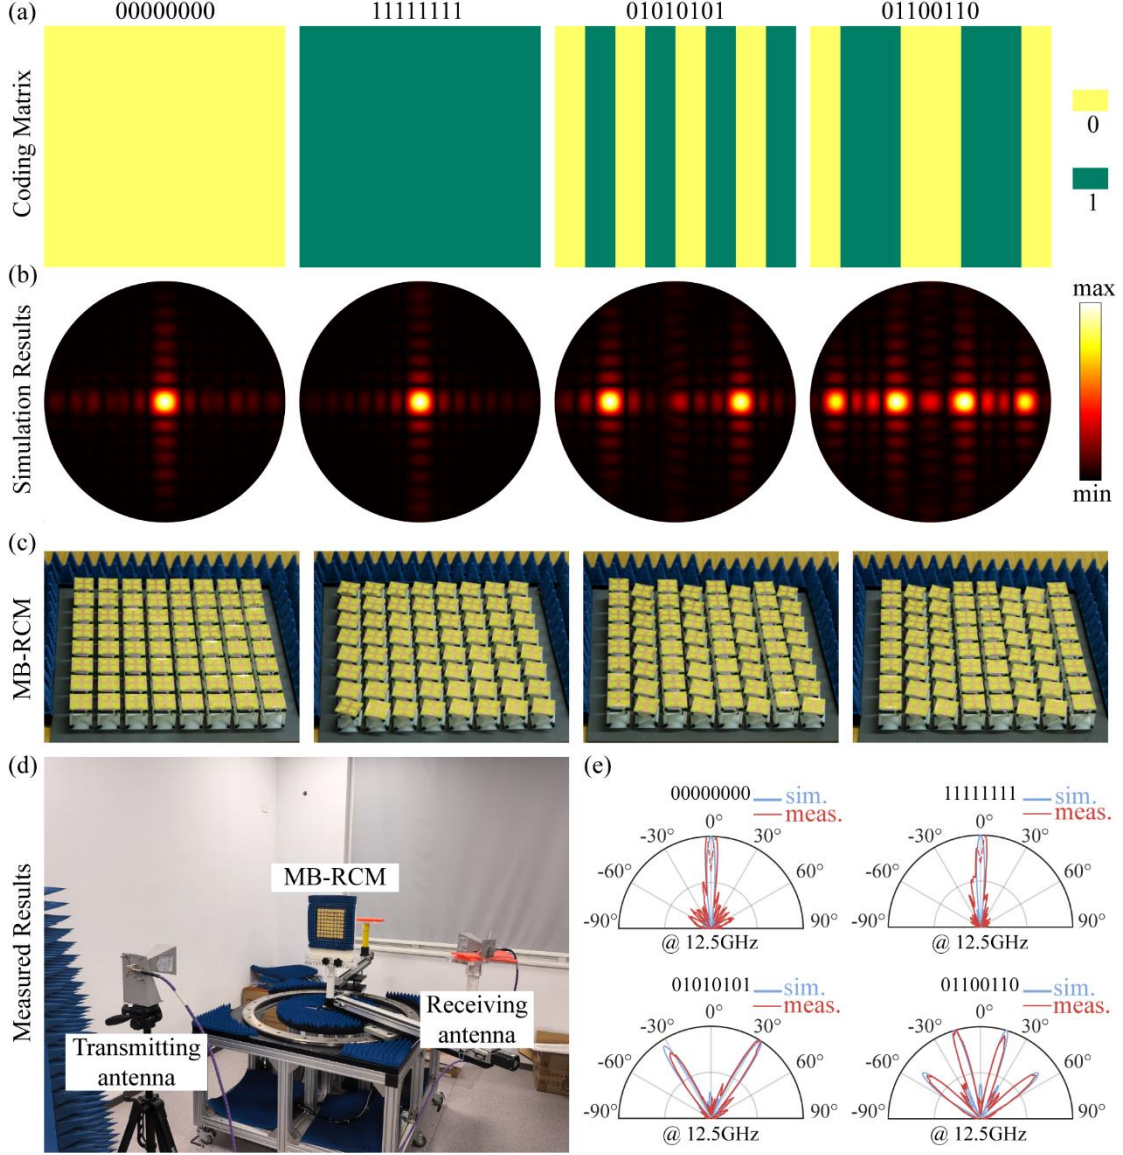 (a)
00000000
11111111
01010101
01100110
Coding Matrix
0
1
(b)
Simulation Results
max
min
(c)
MB-RCM
(d)
Measured Results
MB-RCM
Transmitting
antenna
Receiving
antenna
(e)
00000000
sim.
meas.
0°
-30°
30°
-60°
60°
-90°
90°
@ 12.5GHz
11111111
sim.
meas.
0°
-30°
30°
-60°
60°
-90°
90°
@ 12.5GHz
01010101
sim.
meas.
0°
-30°
30°
-60°
60°
-90°
90°
@ 12.5GHz
01100110
sim.
meas.
0°
-30°
30°
-60°
60°
-90°
90°
@ 12.5GHz